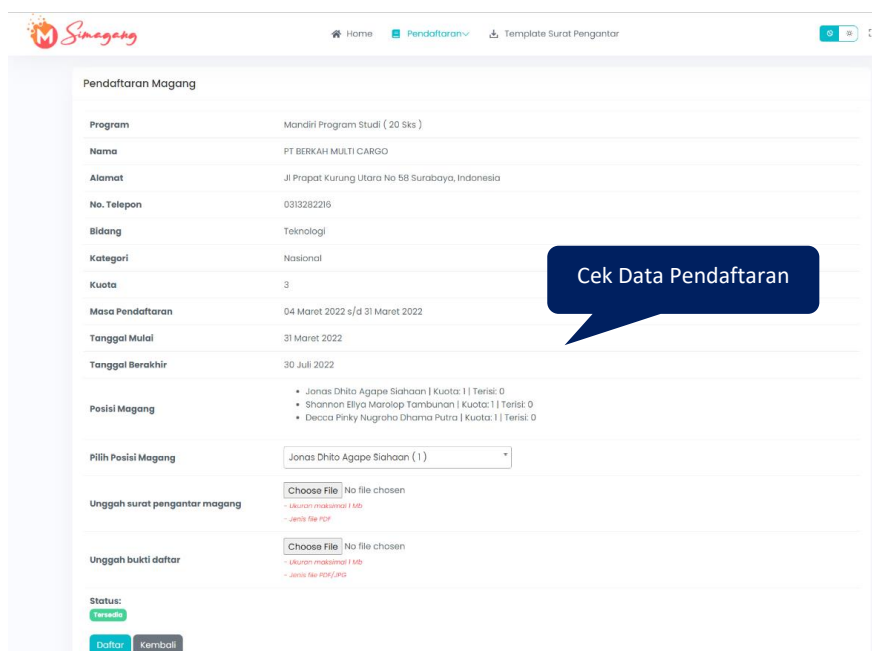 Simagang
Home Pendaftaran Template Surat Pengantar
Pendaftaran Magang
Program Mandiri Program Studi ( 20 Sks )
Nama PT BERKAH MULTI CARGO
Alamat Jl Prapat Kurung Utara No 58 Surabaya, Indonesia
No. Telepon 0313282216
Bidang Teknologi
Kategori Nasional
Cek Data Pendaftaran
Kuota 3
Masa Pendaftaran 04 Maret 2022 s/d 31 Maret 2022
Tanggal Mulai 31 Maret 2022
Tanggal Berakhir 30 Juli 2022
Posisi Magang
• Jonas Dhito Agape Siahaan | Kuota: 1 | Terisi: 0
• Shannon Ellya Marolop Tambunan | Kuota: 1 | Terisi: 0
• Decca Pinky Nugroho Dhama Putra | Kuota: 1 | Terisi: 0
Pilih Posisi Magang Jonas Dhito Agape Siahaan ( 1 )
Unggah surat pengantar magang Choose File No file chosen
- Ukuran maksimal 1 Mb
- Jenis file PDF
Unggah bukti daftar Choose File No file chosen
- Ukuran maksimal 1 Mb
- Jenis file PDF/JPG
Status:
Tersedia
Daftar Kembali